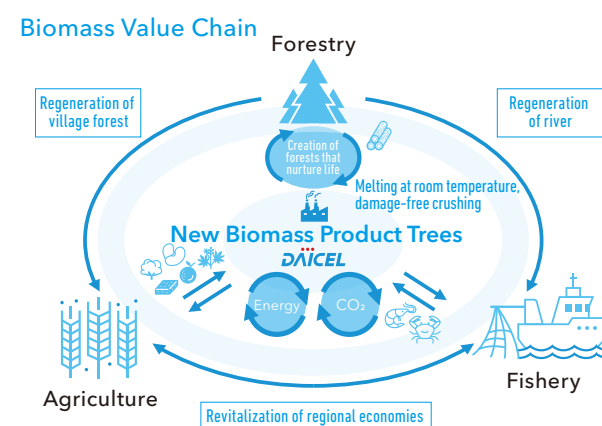 Biomass Value Chain
Forestry
Regeneration of
village forest
Regeneration
of river
Creation of
forests that
nurture life
Melting at room temperature,
damage-free crushing
New Biomass Product Trees
DAICEL
Energy
CO₂
Agriculture
Fishery
Revitalization of regional economies